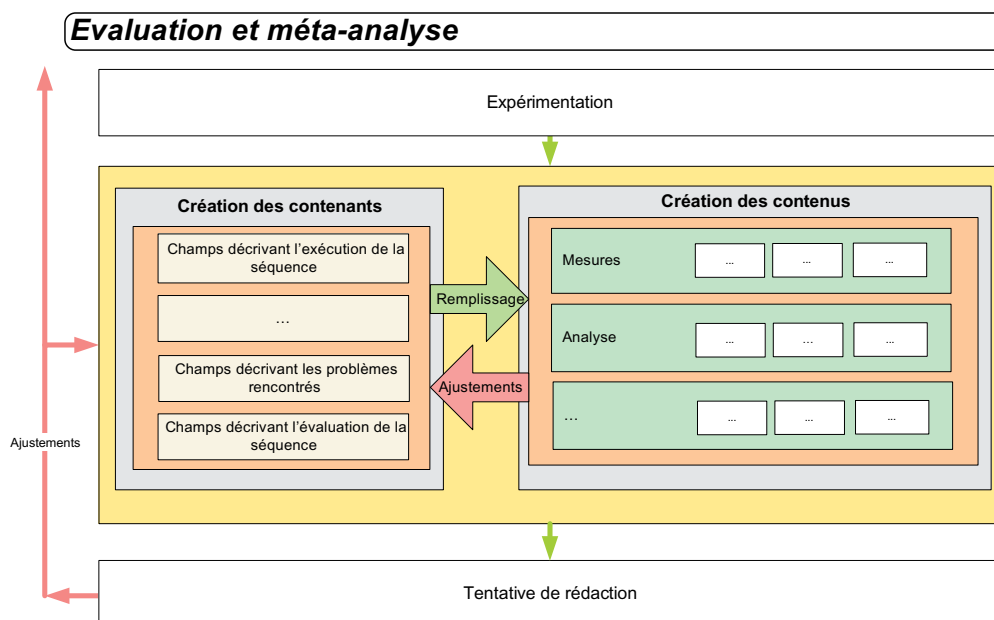 Evaluation et méta-analyse
Expérimentation
Création des contenants
Champs décrivant l'exécution de la
séquence
...
Champs décrivant les problèmes
rencontrés
Champs décrivant l'évaluation de la
séquence
Remplissage
Ajustements
Création des contenus
Mesures
...
...
...
Analyse
...
...
...
...
...
...
...
Ajustements
Tentative de rédaction